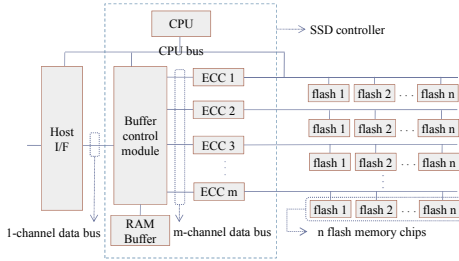 CPU
SSD controller
CPU bus
ECC 1
flash 1 flash 2 . . . flash n
Host
I/F
Buffer
control
module
ECC 2
flash 1 flash 2 . . . flash n
ECC 3
flash 1 flash 2 . . . flash n
ECC m
flash 1 flash 2 . . . flash n
RAM
Buffer
1-channel data bus
m-channel data bus
n flash memory chips